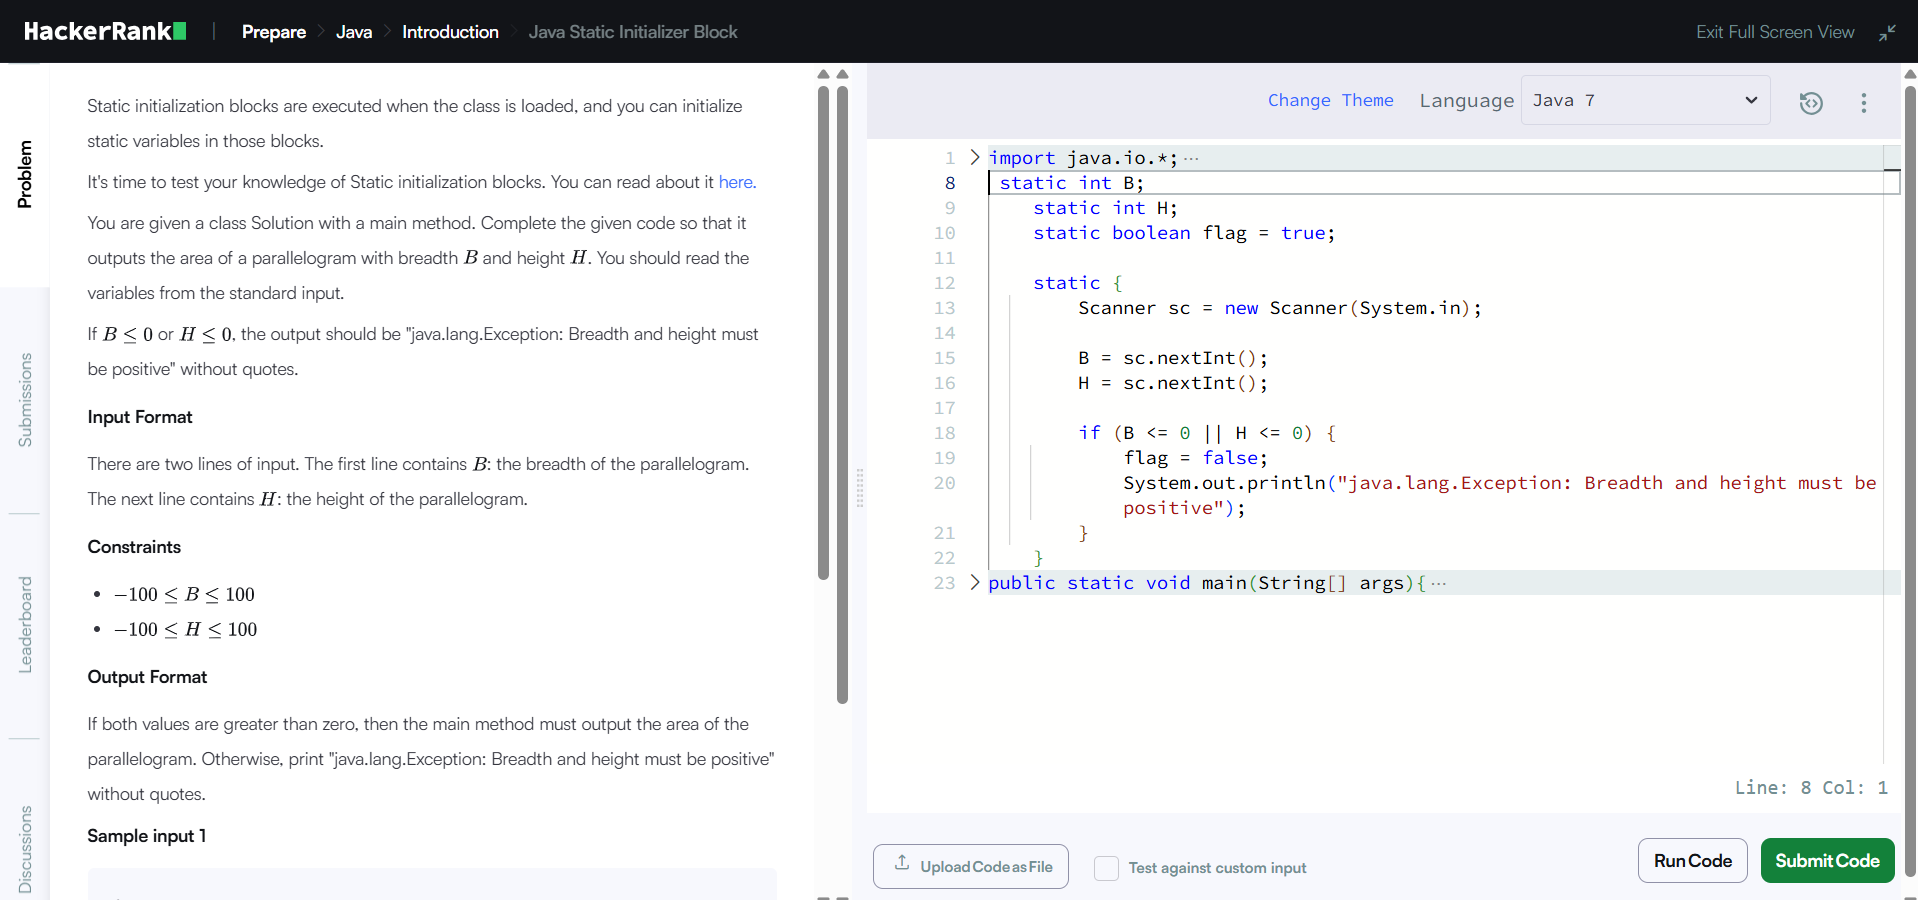 HackerRank | Prepare > Java > Introduction > Java Static Initializer Block
Exit Full Screen View
Problem
Submissions
Leaderboard
Discussions
Static initialization blocks are executed when the class is loaded, and you can initialize
static variables in those blocks.
It's time to test your knowledge of Static initialization blocks. You can read about it here.
You are given a class Solution with a main method. Complete the given code so that it
outputs the area of a parallelogram with breadth B and height H. You should read the
variables from the standard input.
If B ≤ 0 or H ≤ 0, the output should be "java.lang.Exception: Breadth and height must
be positive" without quotes.
Input Format
There are two lines of input. The first line contains B: the breadth of the parallelogram.
The next line contains H: the height of the parallelogram.
Constraints
• −100 ≤ B ≤ 100
• −100 ≤ H ≤ 100
Output Format
If both values are greater than zero, then the main method must output the area of the
parallelogram. Otherwise, print "java.lang.Exception: Breadth and height must be positive"
without quotes.
Sample input 1
Change Theme Language Java 7
1 import java.io.*; ···
8 static int B;
9 static int H;
10 static boolean flag = true;
11
12 static {
13 Scanner sc = new Scanner(System.in);
14
15 B = sc.nextInt();
16 H = sc.nextInt();
17
18 if (B <= 0 || H <= 0) {
19 flag = false;
20 System.out.println("java.lang.Exception: Breadth and height must be
positive");
21 }
22 }
23 public static void main(String[] args){ ···
Line: 8 Col: 1
Upload Code as File
Test against custom input
Run Code
Submit Code